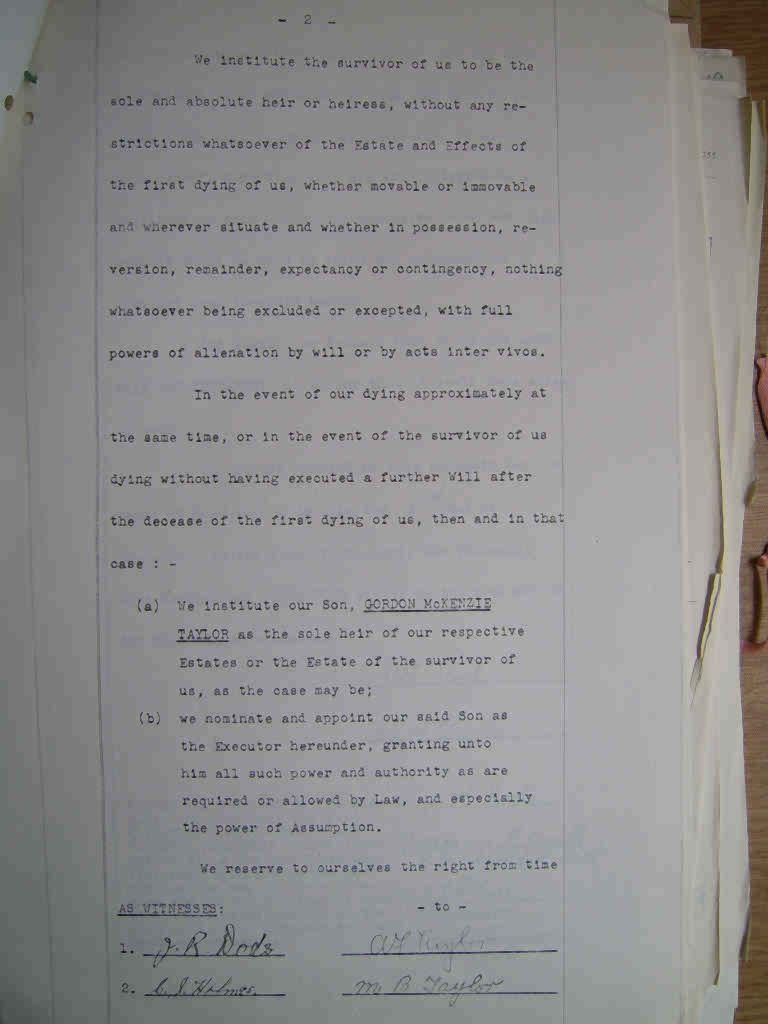 - 2 -
We institute the survivor of us to be the
sole and absolute heir or heiress, without any re-
strictions whatsoever of the Estate and Effects of
the first dying of us, whether movable or immovable
and wherever situate and whether in possession, re-
version, remainder, expectancy or contingency, nothing
whatsoever being excluded or excepted, with full
powers of alienation by will or by acts inter vivos.
In the event of our dying approximately at
the same time, or in the event of the survivor of us
dying without having executed a further Will after
the decease of the first dying of us, then and in that
case : -
(a) We institute our Son, GORDON McKENZIE
TAYLOR as the sole heir of our respective
Estates or the Estate of the survivor of
us, as the case may be;
(b) we nominate and appoint our said Son as
the Executor hereunder, granting unto
him all such power and authority as are
required or allowed by Law, and especially
the power of Assumption.
We reserve to ourselves the right from time
AS WITNESSES: - to -
1. J. R Dods Taylor
2. C. J. Holmes. M B Taylor